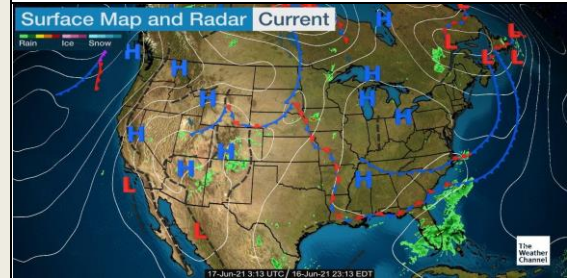 Surface Map and Radar Current
Rain Ice Snow
H
H
H
L
L
L
L
H
H
H
H
H
H
H
H
L
L
The
Weather
Channel
17-Jun-21 3:13 UTC / 16-Jun-21 23:13 EDT